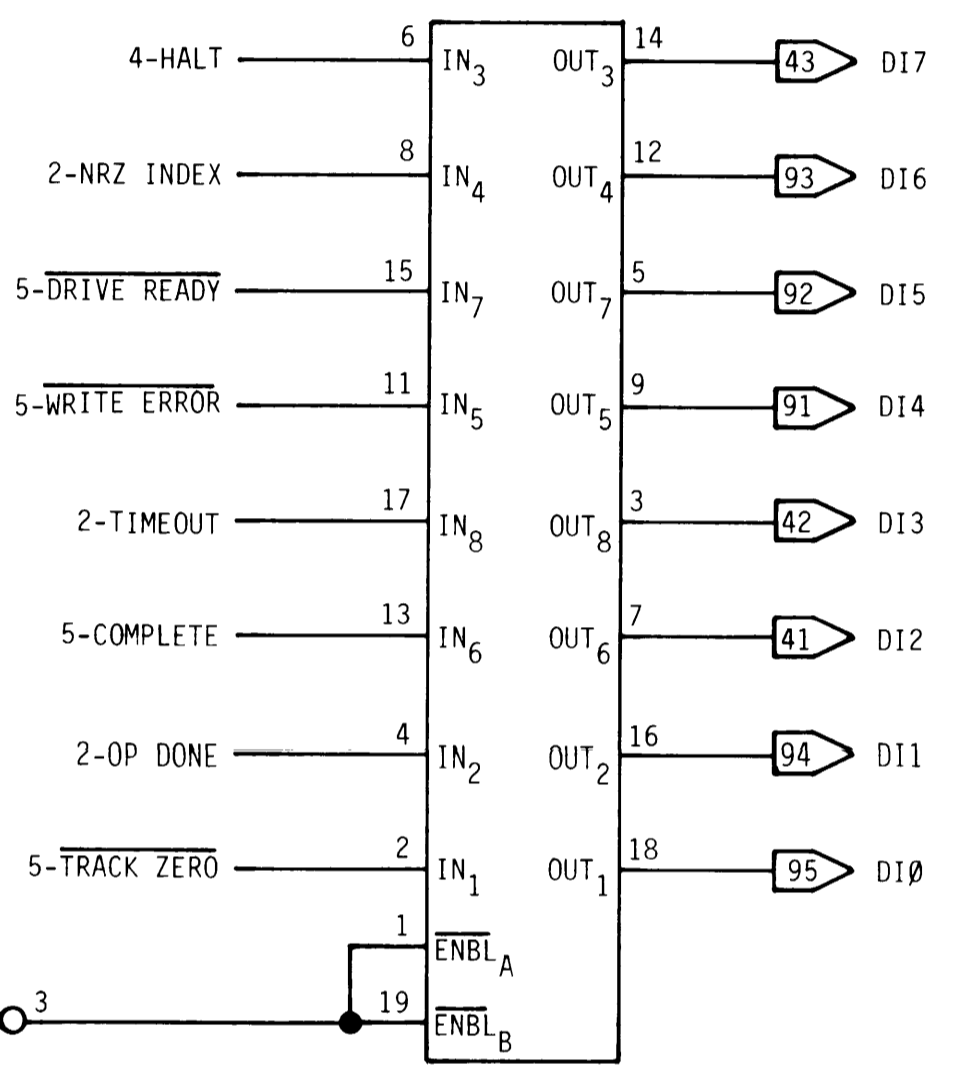 4-HALT 6 IN3 OUT3 14 43 DI7
2-NRZ INDEX 8 IN4 OUT4 12 93 DI6
5-DRIVE READY 15 IN7 OUT7 5 92 DI5
5-WRITE ERROR 11 IN5 OUT5 9 91 DI4
2-TIMEOUT 17 IN8 OUT8 3 42 DI3
5-COMPLETE 13 IN6 OUT6 7 41 DI2
2-OP DONE 4 IN2 OUT2 16 94 DI1
5-TRACK ZERO 2 IN1 OUT1 18 95 DIØ
1 ENBLA
3 19 ENBLB